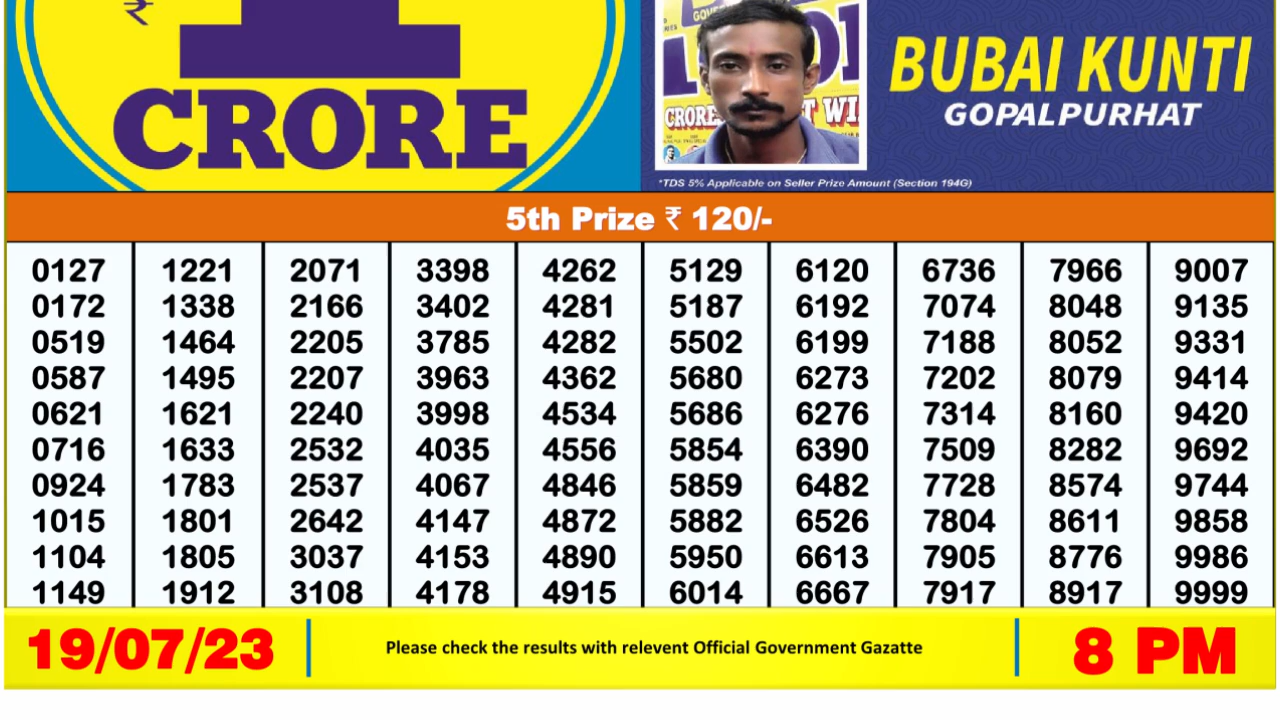 ₹
CRORE
BUBAI KUNTI
GOPALPURHAT
*TDS 5% Applicable on Seller Prize Amount (Section 194G)
5th Prize ₹ 120/-
0127 1221 2071 3398 4262 5129 6120 6736 7966 9007
0172 1338 2166 3402 4281 5187 6192 7074 8048 9135
0519 1464 2205 3785 4282 5502 6199 7188 8052 9331
0587 1495 2207 3963 4362 5680 6273 7202 8079 9414
0621 1621 2240 3998 4534 5686 6276 7314 8160 9420
0716 1633 2532 4035 4556 5854 6390 7509 8282 9692
0924 1783 2537 4067 4846 5859 6482 7728 8574 9744
1015 1801 2642 4147 4872 5882 6526 7804 8611 9858
1104 1805 3037 4153 4890 5950 6613 7905 8776 9986
1149 1912 3108 4178 4915 6014 6667 7917 8917 9999
19/07/23 Please check the results with relevent Official Government Gazatte 8 PM